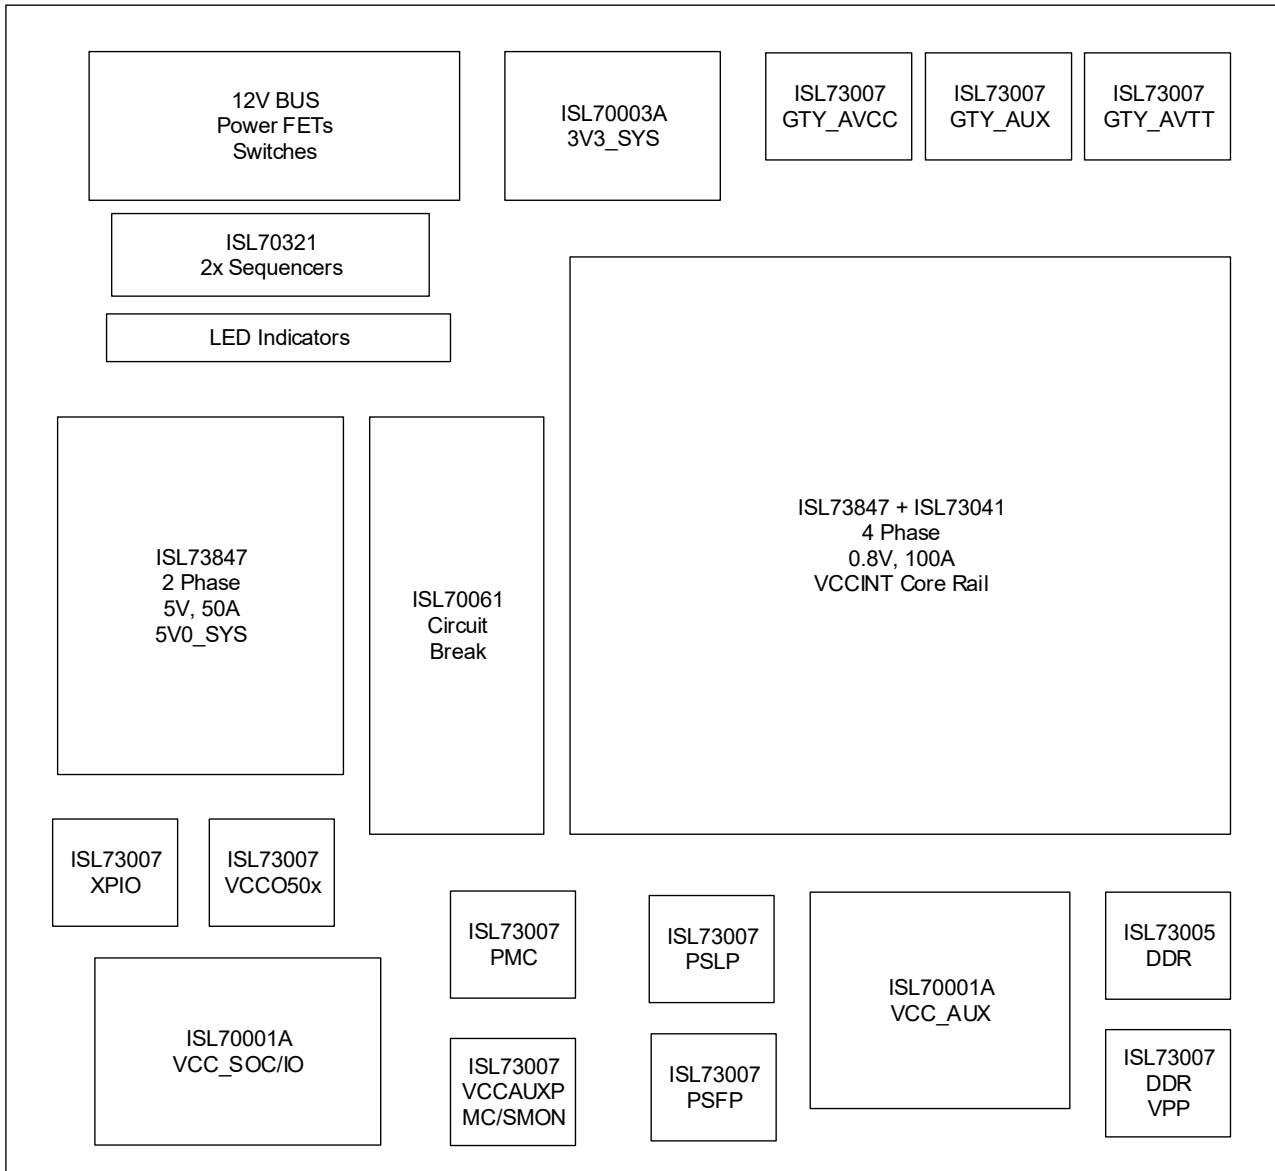 12V BUS
Power FETs
Switches
ISL70003A
3V3_SYS
ISL73007
GTY_AVCC
ISL73007
GTY_AUX
ISL73007
GTY_AVTT
ISL70321
2x Sequencers
LED Indicators
ISL73847
2 Phase
5V, 50A
5V0_SYS
ISL70061
Circuit
Break
ISL73847 + ISL73041
4 Phase
0.8V, 100A
VCCINT Core Rail
ISL73007
XPIO
ISL73007
VCCO50x
ISL73007
PMC
ISL73007
PSLP
ISL70001A
VCC_AUX
ISL73005
DDR
ISL70001A
VCC_SOC/IO
ISL73007
VCCAUXP
MC/SMON
ISL73007
PSFP
ISL73007
DDR
VPP